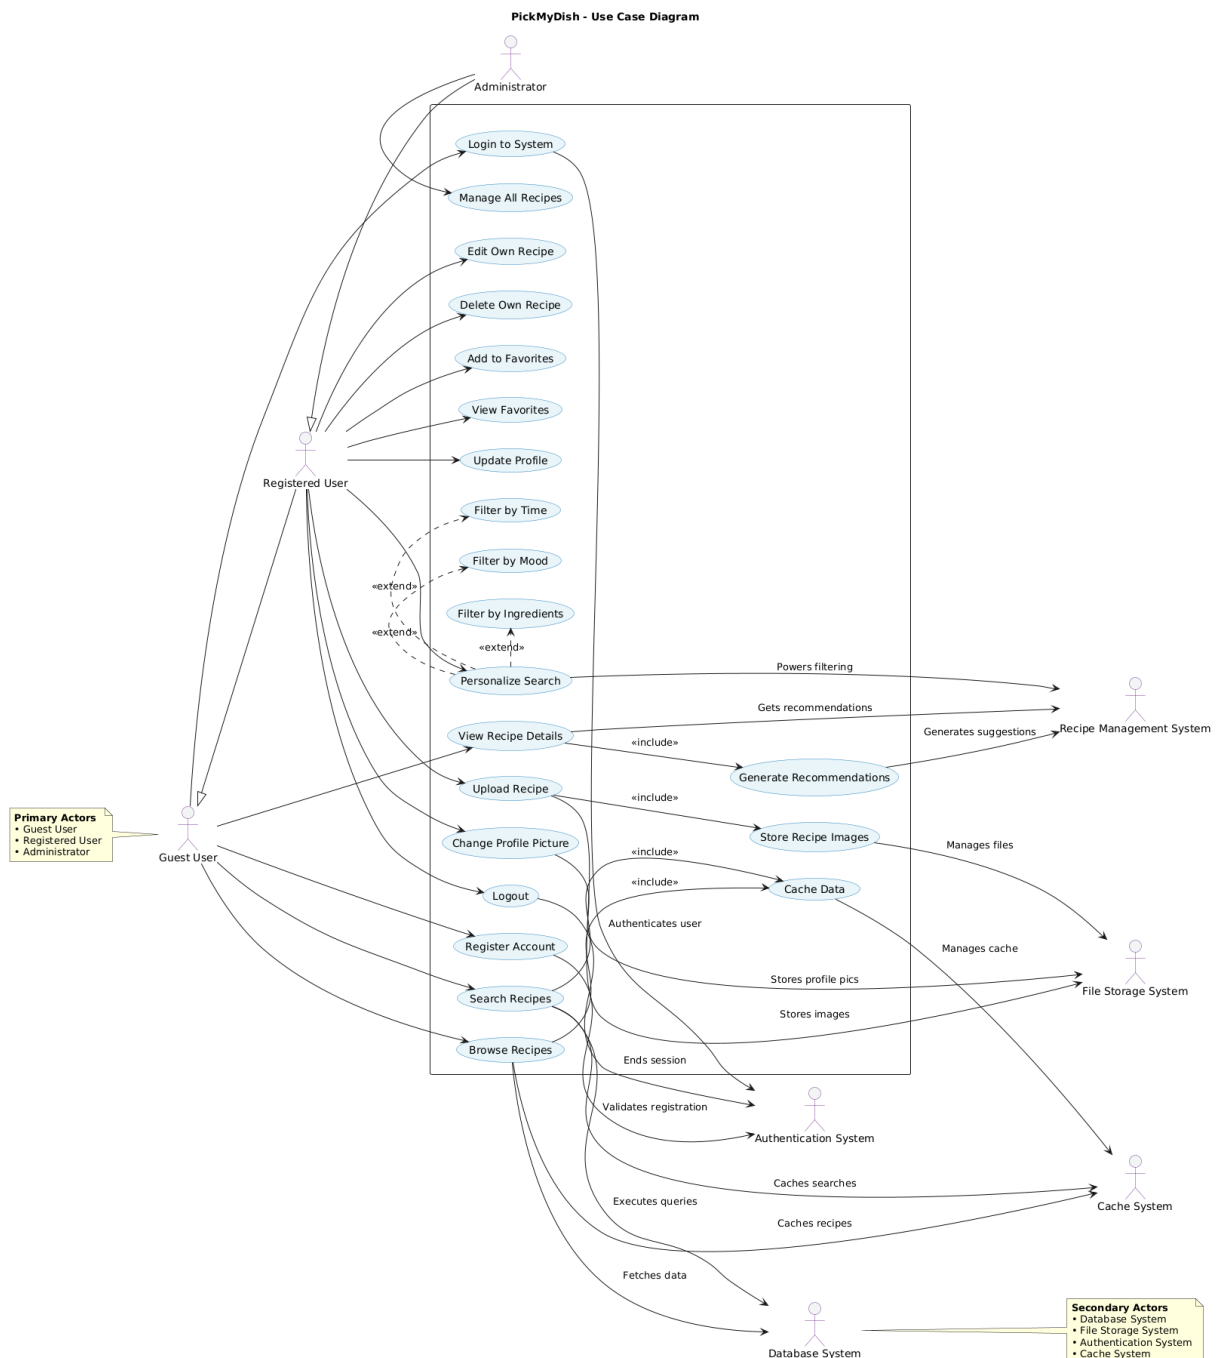 PickMyDish - Use Case Diagram
Administrator
Login to System
Manage All Recipes
Edit Own Recipe
Delete Own Recipe
Add to Favorites
View Favorites
Update Profile
Registered User
Filter by Time
Filter by Mood
«extend»
Filter by Ingredients
«extend»
«extend»
Personalize Search
Powers filtering
Recipe Management System
Gets recommendations
View Recipe Details
«include»
Generate Recommendations
Generates suggestions
Upload Recipe
«include»
Store Recipe Images
Manages files
Primary Actors
• Guest User
• Registered User
• Administrator
Guest User
Change Profile Picture
«include»
Cache Data
Logout
«include»
Authenticates user
Register Account
Manages cache
Search Recipes
Stores profile pics
File Storage System
Stores images
Browse Recipes
Ends session
Validates registration
Authentication System
Caches searches
Cache System
Executes queries
Caches recipes
Fetches data
Database System
Secondary Actors
• Database System
• File Storage System
• Authentication System
• Cache System